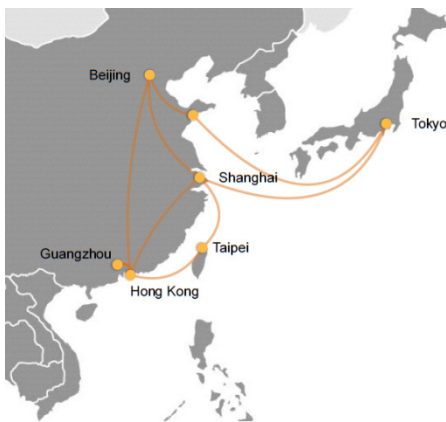 Beijing
Tokyo
Shanghai
Taipei
Guangzhou
Hong Kong